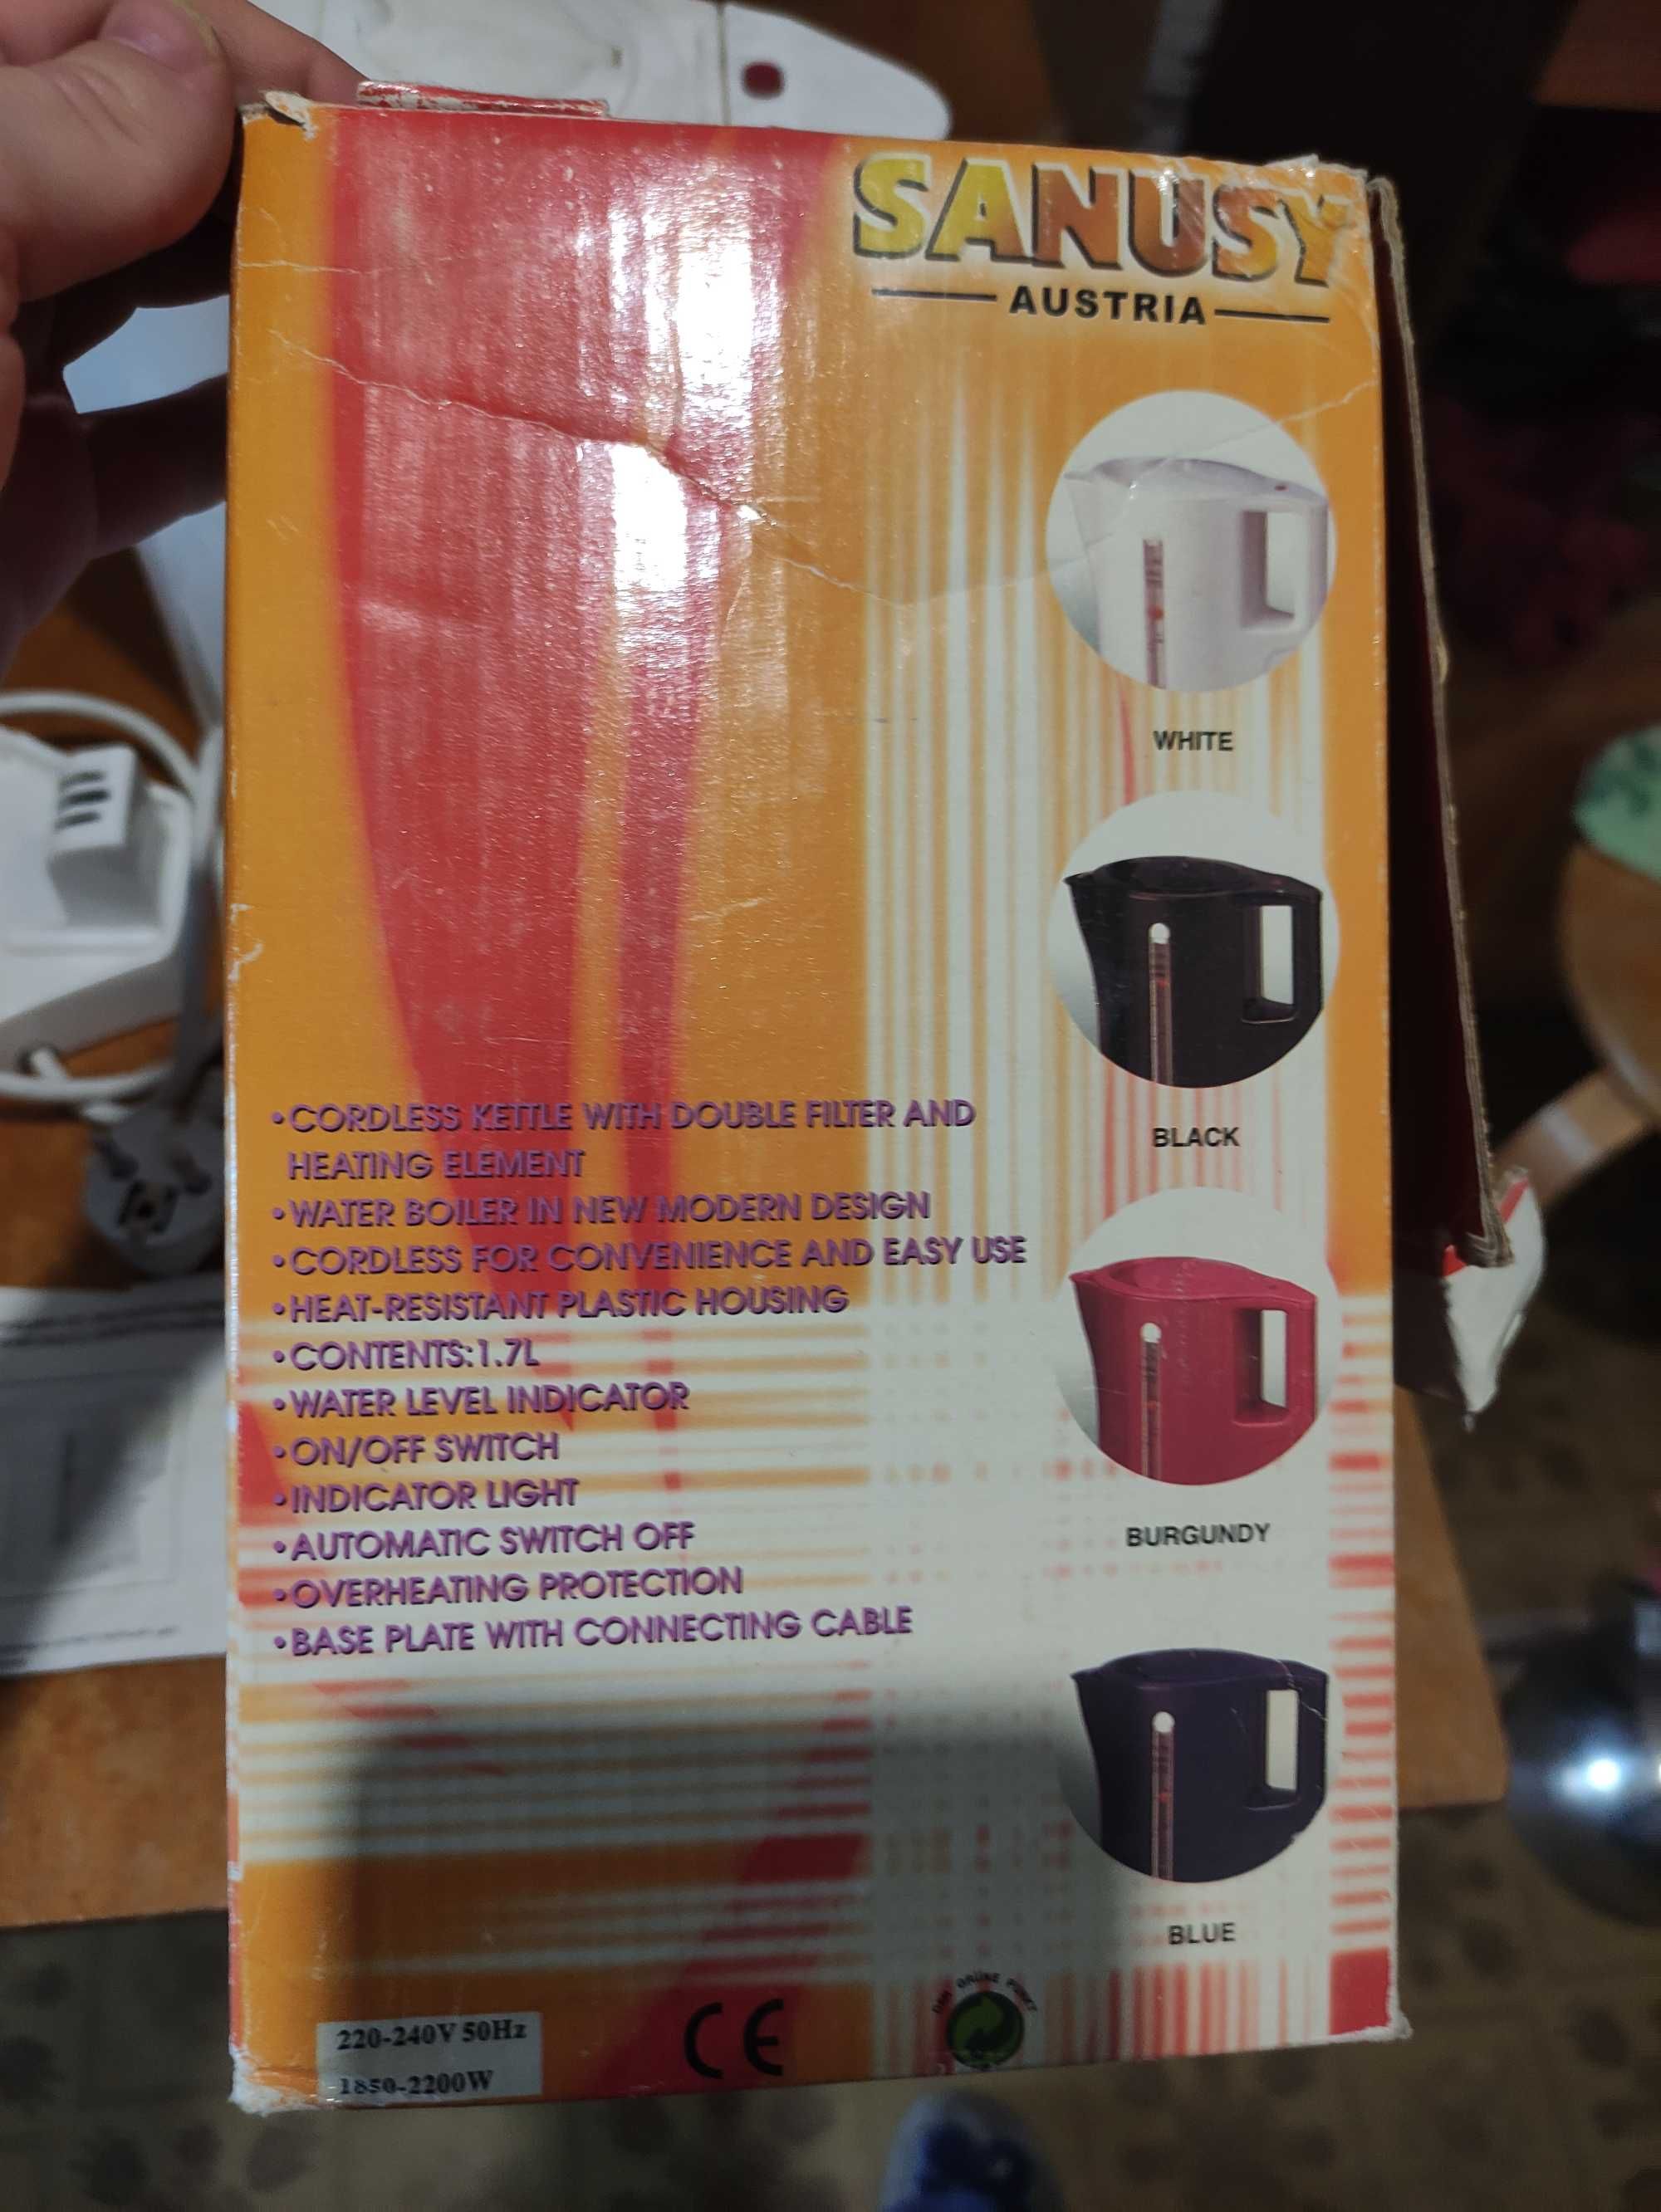 SANUSY
AUSTRIA
WHITE
BLACK
•CORDLESS KETTLE WITH DOUBLE FILTER AND
HEATING ELEMENT
•WATER BOILER IN NEW MODERN DESIGN
•CORDLESS FOR CONVENIENCE AND EASY USE
•HEAT-RESISTANT PLASTIC HOUSING
•CONTENTS:1.7L
•WATER LEVEL INDICATOR
•ON/OFF SWITCH
•INDICATOR LIGHT
•AUTOMATIC SWITCH OFF
•OVERHEATING PROTECTION
•BASE PLATE WITH CONNECTING CABLE
BURGUNDY
BLUE
220-240V 50Hz
1850-2200W
CE
DER GRÜNE PUNKT